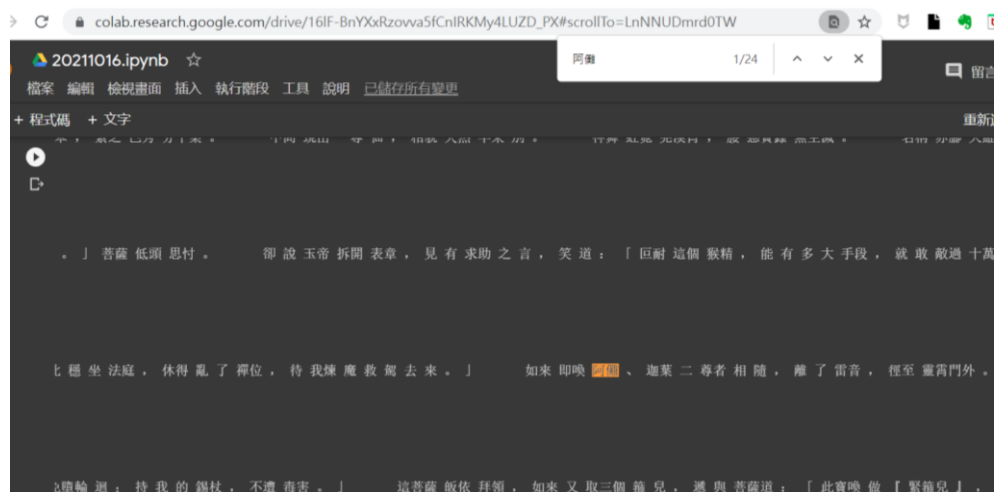 colab.research.google.com/drive/16IF-BnYXxRzovva5fCnIRKMy4LUZD_PX#scrollTo=LnNNUDmrd0TW
20211016.ipynb
阿儺 1/24
留言
檔案 編輯 檢視畫面 插入 執行階段 工具 說明 已儲存所有變更
+ 程式碼 + 文字
重新
。 」 菩薩 低頭 思忖 。 卻 說 玉帝 拆開 表章 , 見 有 求助 之 言 , 笑 道 : 「 叵耐 這個 猴精 , 能 有 多 大 手段 , 就 敢 敵過 十萬
穩 坐 法庭 , 休得 亂 了 禪位 , 待 我煉 魔 救 駕 去 來 。 」 如來 即喚 阿儺 、 迦葉 二 尊者 相 隨 , 離 了 雷音 , 徑至 靈霄門外 。
墮輪 迴 ; 持 我 的 錫杖 , 不遭 毒害 。 」 這菩薩 皈依 拜領 , 如來 又 取三個 箍 兒 , 遞 與 菩薩道 : 「 此寶喚 做 『 緊箍兒 』 ,